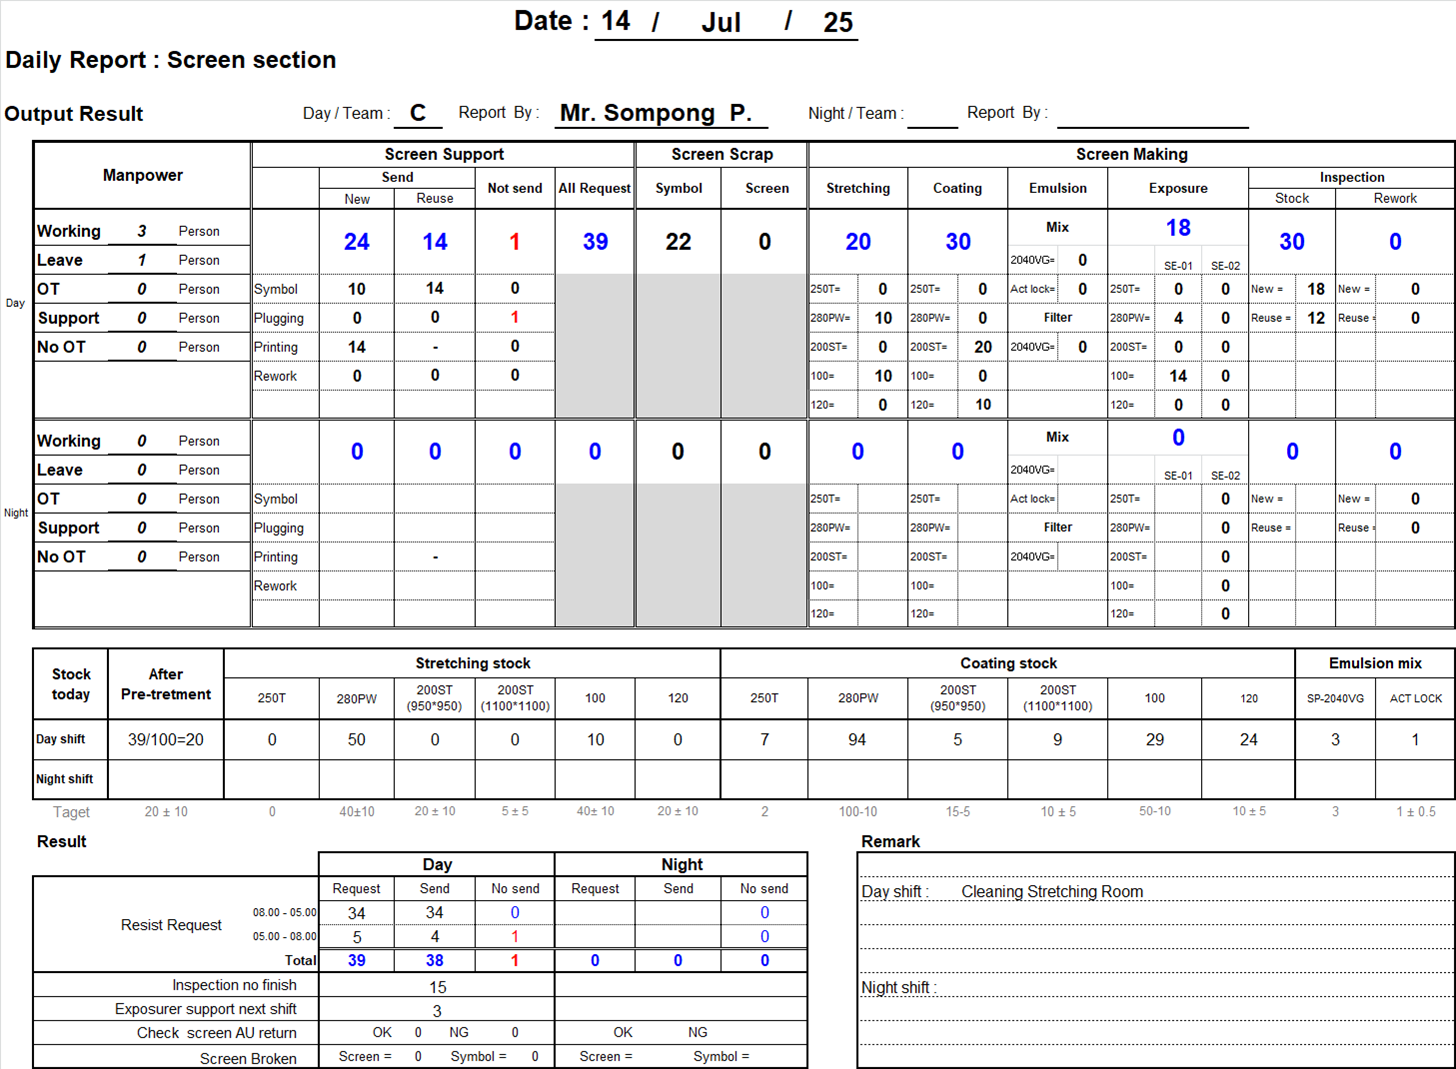 Date : 14 / Jul / 25
Daily Report : Screen section
Output Result Day / Team : C Report By : Mr. Sompong P. Night / Team : Report By :
Manpower Screen Support Screen Scrap Screen Making
Send Not send All Request Symbol Screen Stretching Coating Emulsion Exposure Inspection
New Reuse Stock Rework
Day
Working 3 Person 24 14 1 39 22 0 20 30 Mix 18 30 0
Leave 1 Person 2040VG= 0 SE-01 SE-02
OT 0 Person Symbol 10 14 0 250T= 0 250T= 0 Act lock= 0 250T= 0 0 New = 18 New = 0
Support 0 Person Plugging 0 0 1 280PW= 10 280PW= 0 Filter 280PW= 4 0 Reuse = 12 Reuse = 0
No OT 0 Person Printing 14 - 0 200ST= 0 200ST= 20 2040VG= 0 200ST= 0 0
Rework 0 0 0 100= 10 100= 0 100= 14 0
120= 0 120= 10 120= 0 0
Night
Working 0 Person 0 0 0 0 0 0 0 0 Mix 0 0 0
Leave 0 Person 2040VG= SE-01 SE-02
OT 0 Person Symbol 250T= 250T= Act lock= 250T= 0 New = New = 0
Support 0 Person Plugging 280PW= 280PW= Filter 280PW= 0 Reuse = Reuse = 0
No OT 0 Person Printing - 200ST= 200ST= 2040VG= 200ST= 0
Rework 100= 100= 100= 0
120= 120= 120= 0
Stock today After Pre-tretment Stretching stock Coating stock Emulsion mix
250T 280PW 200ST (950*950) 200ST (1100*1100) 100 120 250T 280PW 200ST (950*950) 200ST (1100*1100) 100 120 SP-2040VG ACT LOCK
Day shift 39/100=20 0 50 0 0 10 0 7 94 5 9 29 24 3 1
Night shift
Taget 20 ± 10 0 40±10 20 ± 10 5 ± 5 40± 10 20 ± 10 2 100-10 15-5 10 ± 5 50-10 10 ± 5 3 1 ± 0.5
Result
Day Night
Request Send No send Request Send No send
Resist Request
08.00 - 05.00 34 34 0 0
05.00 - 08.00 5 4 1 0
Total 39 38 1 0 0 0
Inspection no finish 15
Exposurer support next shift 3
Check screen AU return OK 0 NG 0 OK NG
Screen Broken Screen = 0 Symbol = 0 Screen = Symbol =
Remark
Day shift : Cleaning Stretching Room
Night shift :